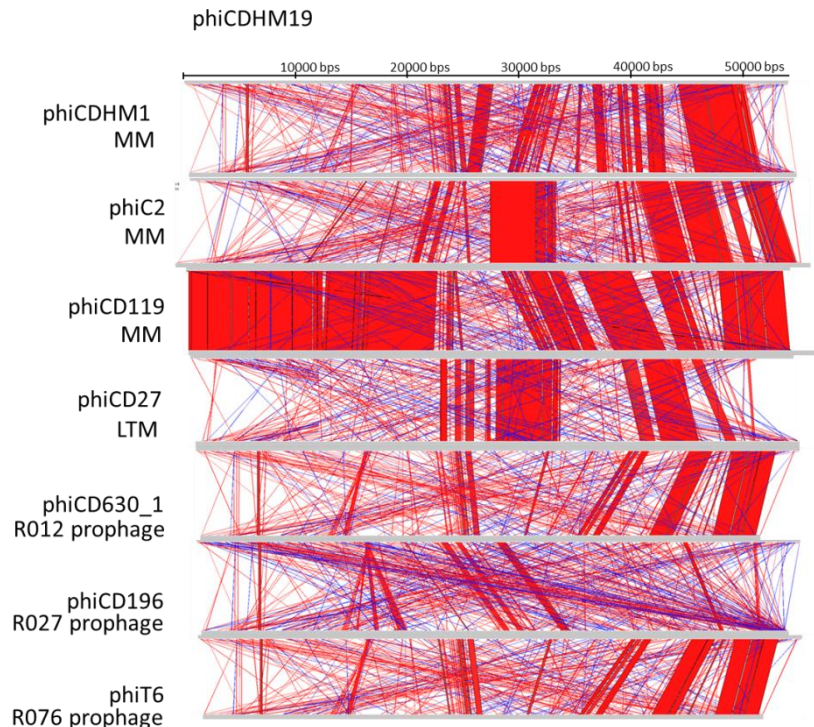 phiCDHM19
10000 bps 20000 bps 30000 bps 40000 bps 50000 bps
phiCDHM1
MM
phiC2
MM
phiCD119
MM
phiCD27
LTM
phiCD630_1
R012 prophage
phiCD196
R027 prophage
phiT6
R076 prophage